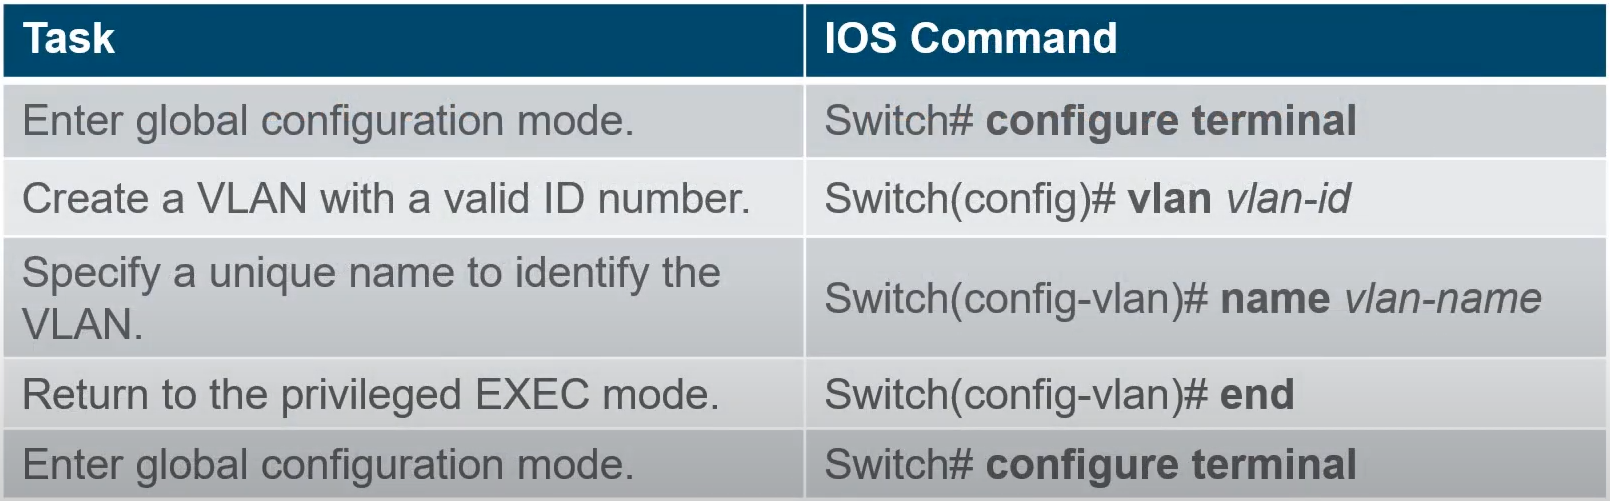 Task
IOS Command
Enter global configuration mode.
Switch# configure terminal
Create a VLAN with a valid ID number.
Switch(config)# vlan vlan-id
Specify a unique name to identify the
VLAN.
Switch(config-vlan)# name vlan-name
Return to the privileged EXEC mode.
Switch(config-vlan)# end
Enter global configuration mode.
Switch# configure terminal